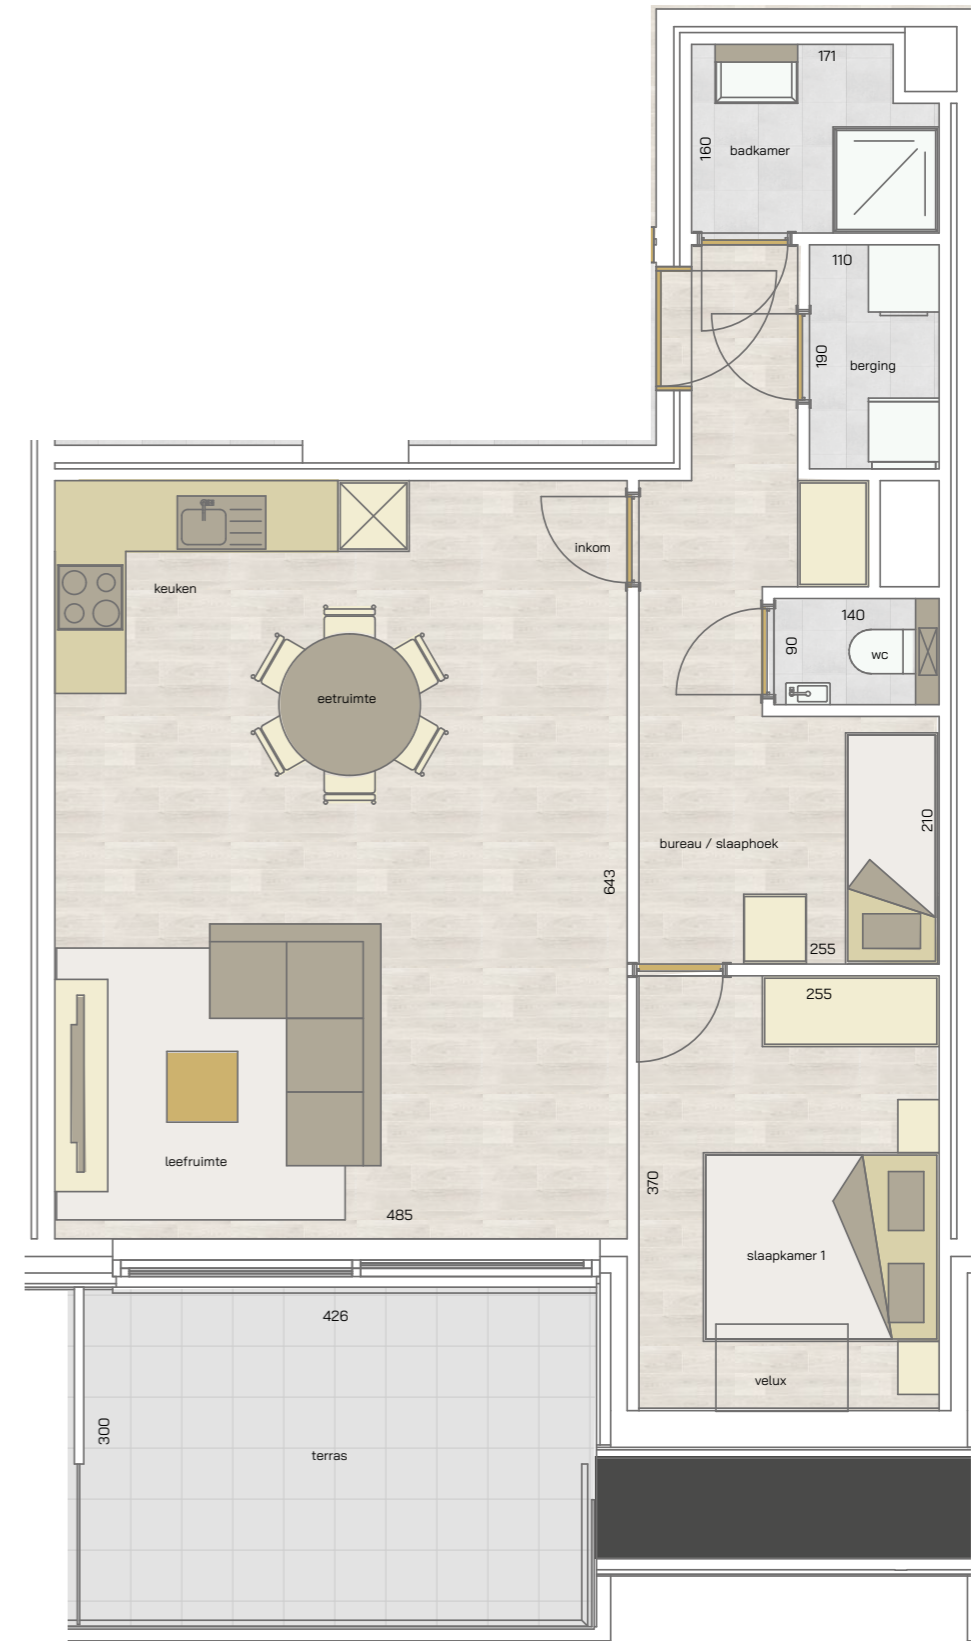 171
160
badkamer
110
190
berging
inkom
keuken
140
90
wc
eetruimte
210
bureau / slaaphoek
643
255
255
leefruimte
370
485
slaapkamer 1
426
velux
300
terras